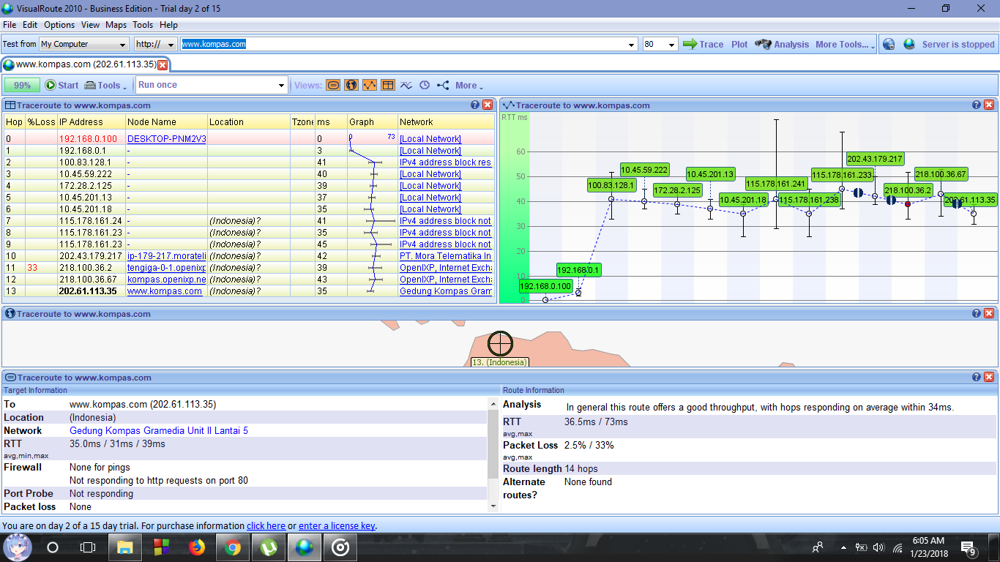 VisualRoute 2010 - Business Edition - Trial day 2 of 15
File Edit Options View Maps Tools Help
Test from My Computer http:// www.kompas.com 80 Trace Plot Analysis More Tools... Server is stopped
www.kompas.com (202.61.113.35)
99% Start Tools Run once Views: More
Traceroute to www.kompas.com
Hop %Loss IP Address Node Name Location Tzone ms Graph Network
0 192.168.0.100 DESKTOP-PNM2V3 0 0 73 [Local Network]
1 192.168.0.1 - 3 [Local Network]
2 100.83.128.1 - 41 IPv4 address block res
3 10.45.59.222 - 40 [Local Network]
4 172.28.2.125 - 39 [Local Network]
5 10.45.201.13 - 37 [Local Network]
6 10.45.201.18 - 35 [Local Network]
7 115.178.161.24 - (Indonesia)? 41 IPv4 address block not
8 115.178.161.23 - (Indonesia)? 35 IPv4 address block not
9 115.178.161.23 - (Indonesia)? 45 IPv4 address block not
10 202.43.179.217 ip-179-217.morateli (Indonesia)? 42 PT. Mora Telematika In
11 33 218.100.36.2 tengiga-0-1.openixp (Indonesia)? 39 OpenIXP, Internet Exch
12 218.100.36.67 kompas.openixp.ne (Indonesia)? 43 OpenIXP, Internet Exch
13 202.61.113.35 www.kompas.com (Indonesia)? 35 Gedung Kompas Gram
Traceroute to www.kompas.com
RTT ms
60
50
40
30
20
10
0
192.168.0.100
192.168.0.1
100.83.128.1
10.45.59.222
172.28.2.125
10.45.201.13
10.45.201.18
115.178.161.241
115.178.161.238
115.178.161.233
202.43.179.217
218.100.36.2
218.100.36.67
202.61.113.35
Traceroute to www.kompas.com
13. (Indonesia)
Traceroute to www.kompas.com
Target Information
To www.kompas.com (202.61.113.35)
Location (Indonesia)
Network Gedung Kompas Gramedia Unit II Lantai 5
RTT 35.0ms / 31ms / 39ms
avg,min,max
Firewall None for pings
Not responding to http requests on port 80
Port Probe Not responding
Packet loss None
Route Information
Analysis In general this route offers a good throughput, with hops responding on average within 34ms.
RTT 36.5ms / 73ms
avg,max
Packet Loss 2.5% / 33%
avg,max
Route length 14 hops
Alternate None found
routes?
You are on day 2 of a 15 day trial. For purchase information click here or enter a license key.
6:05 AM
1/23/2018
9